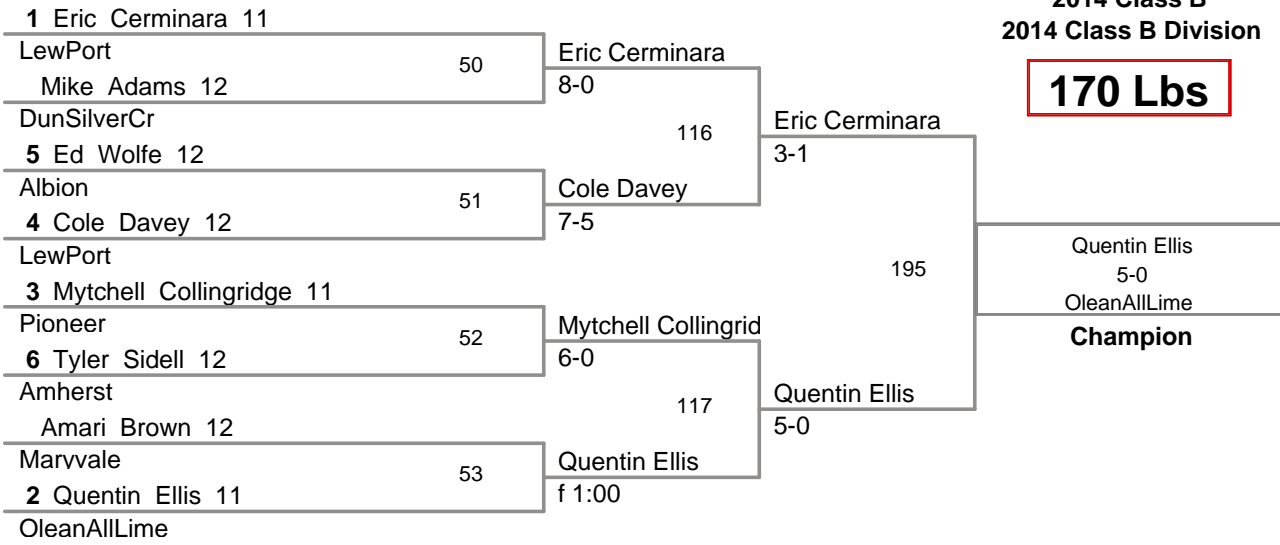 2014 Class B
2014 Class B Division
170 Lbs
1 Eric Cerminara 11
LewPort
Mike Adams 12
DunSilverCr
5 Ed Wolfe 12
Albion
4 Cole Davey 12
LewPort
3 Mytchell Collingridge 11
Pioneer
6 Tyler Sidell 12
Amherst
Amari Brown 12
Maryvale
2 Quentin Ellis 11
OleanAllLime
50
51
52
53
Eric Cerminara
8-0
Cole Davey
7-5
Mytchell Collingrid
6-0
Quentin Ellis
f 1:00
116
117
Eric Cerminara
3-1
Quentin Ellis
5-0
195
Quentin Ellis
5-0
OleanAllLime
Champion